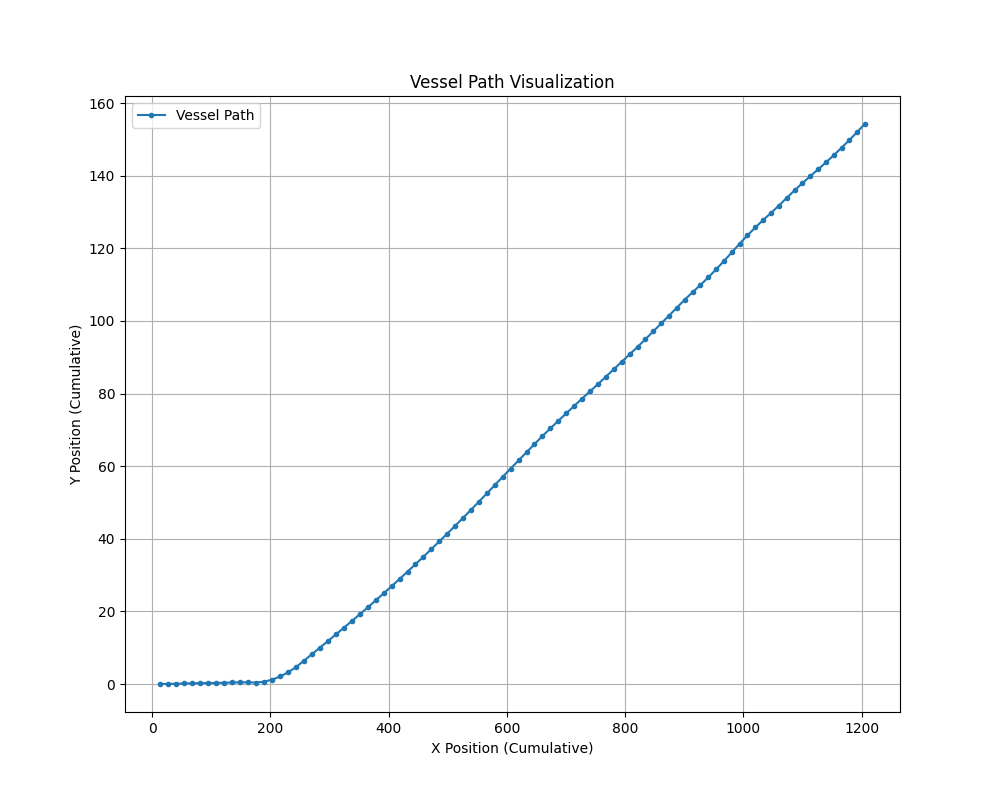 Vessel Path Visualization
Vessel Path
160
140
120
100
80
60
40
20
0
Y Position (Cumulative)
0 200 400 600 800 1000 1200
X Position (Cumulative)